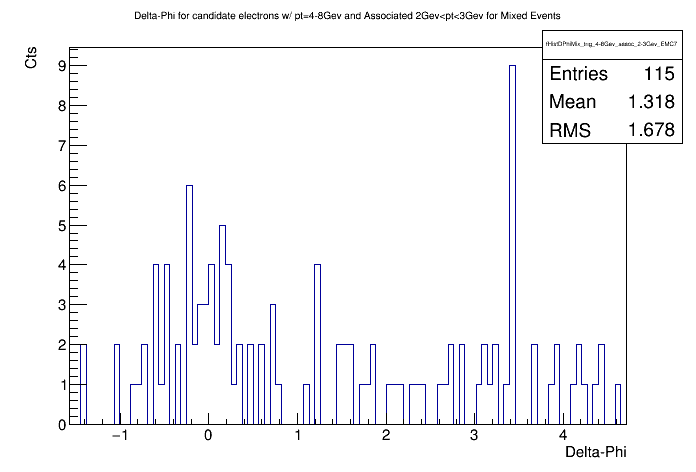 Delta-Phi for candidate electrons w/ pt=4-8Gev and Associated 2Gev<pt<3Gev for Mixed Events
Cts
fHistDPhiMix_trig_4-8Gev_assoc_2-3Gev_EMC7
Entries 115
Mean 1.318
RMS 1.678
9
8
7
6
5
4
3
2
1
0
−1 0 1 2 3 4
Delta-Phi